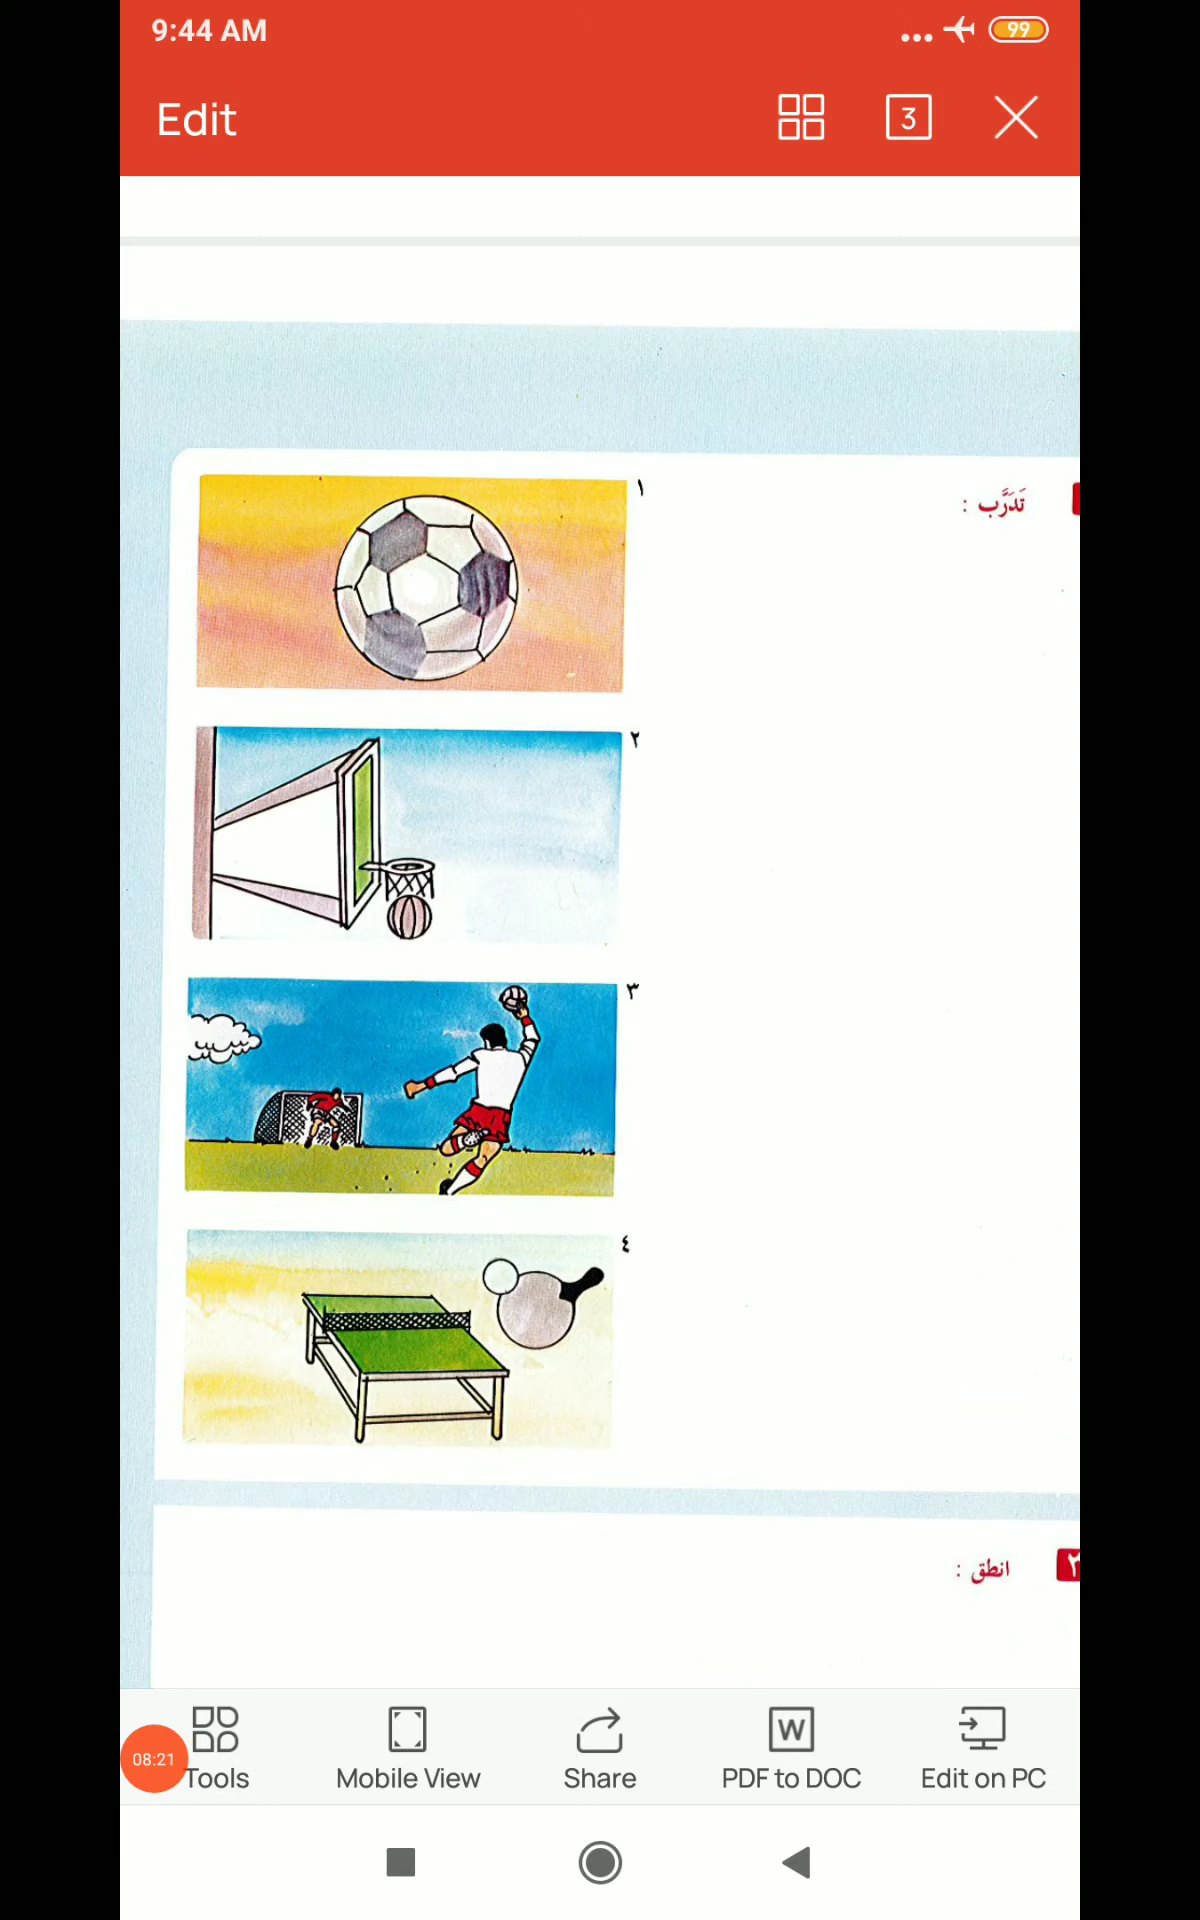 9:44 AM
99
Edit
3
تَدَرَّب :
١
٢
٣
٤
٢ انطق :
08:21
Tools
Mobile View
Share
W
PDF to DOC
Edit on PC